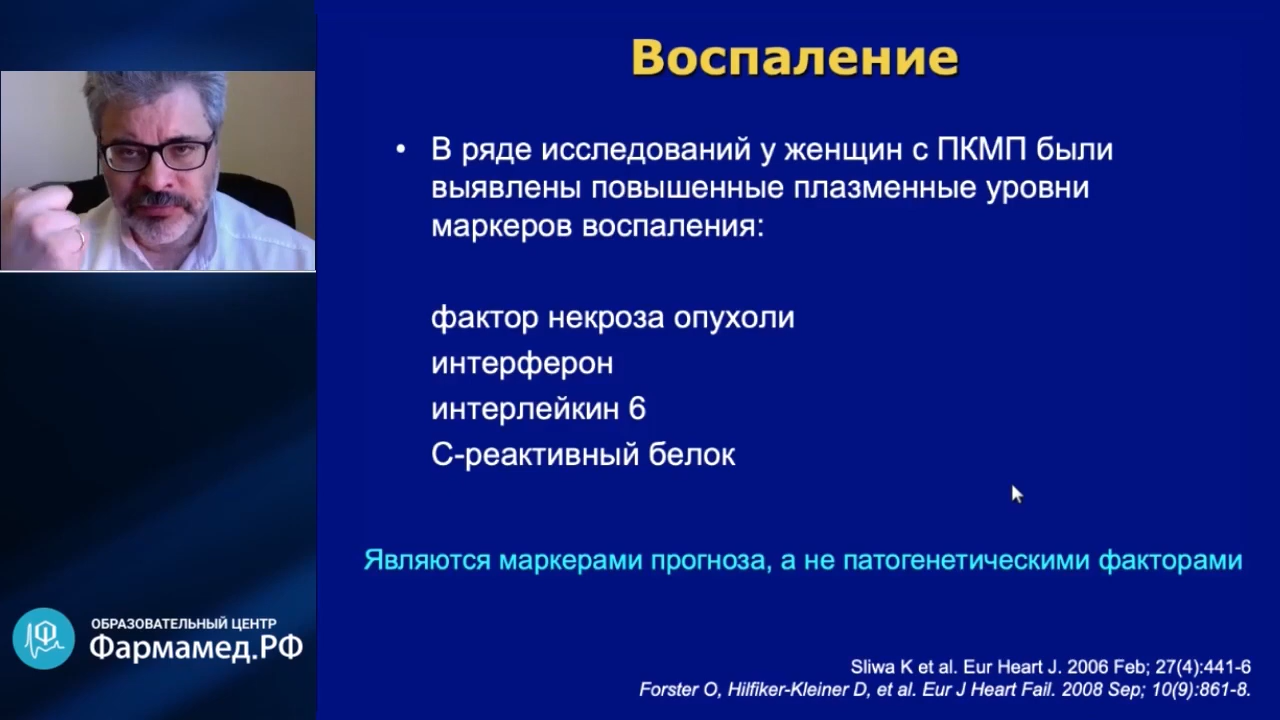 Воспаление
• В ряде исследований у женщин с ПКМП были
выявлены повышенные плазменные уровни
маркеров воспаления:
фактор некроза опухоли
интерферон
интерлейкин 6
С-реактивный белок
Являются маркерами прогноза, а не патогенетическими факторами
Sliwa K et al. Eur Heart J. 2006 Feb; 27(4):441-6
Forster O, Hilfiker-Kleiner D, et al. Eur J Heart Fail. 2008 Sep; 10(9):861-8.
ОБРАЗОВАТЕЛЬНЫЙ ЦЕНТР
Фармамед.РФ